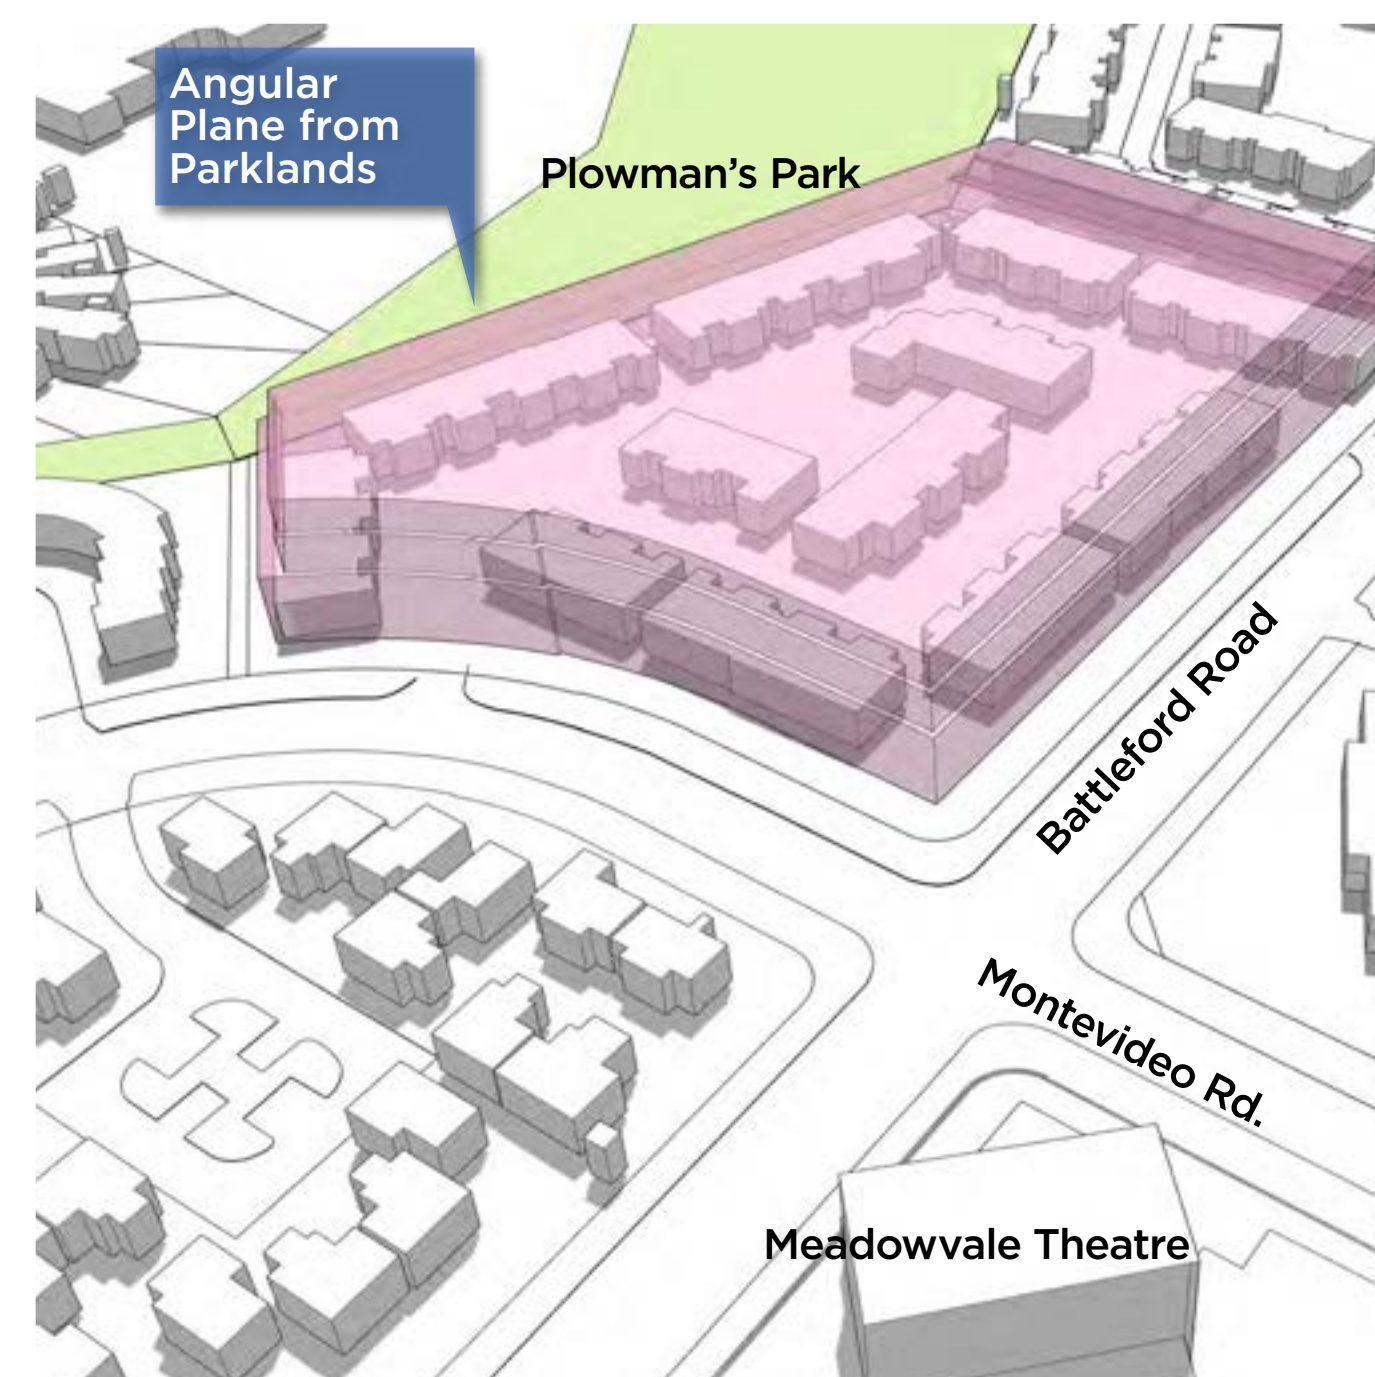 Angular
Plane from
Parklands
Plowman’s Park
Battleford Road
Montevideo Rd.
Meadowvale Theatre